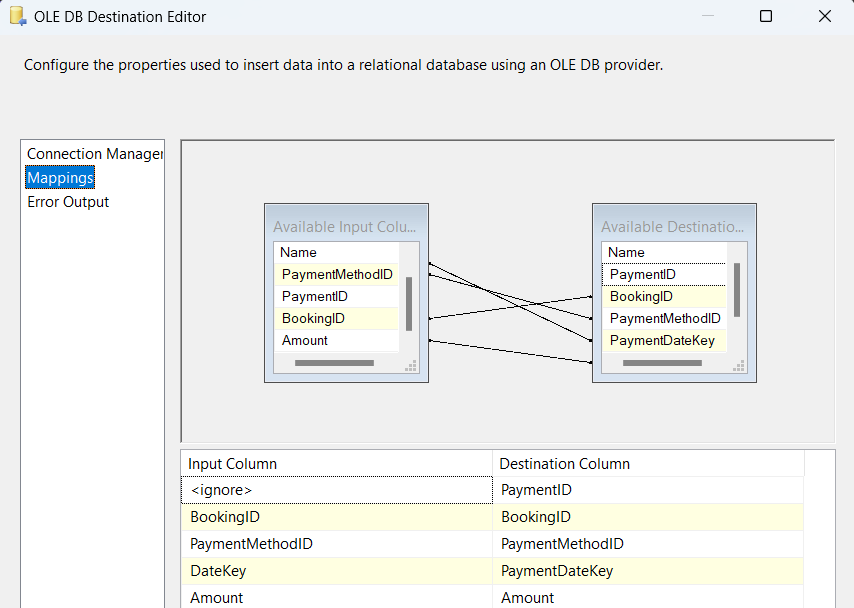 OLE DB Destination Editor
Configure the properties used to insert data into a relational database using an OLE DB provider.
Connection Manager
Mappings
Error Output
Available Input Colu...
Name
PaymentMethodID
PaymentID
BookingID
Amount
Available Destinatio...
Name
PaymentID
BookingID
PaymentMethodID
PaymentDateKey
Input Column Destination Column
<ignore> PaymentID
BookingID BookingID
PaymentMethodID PaymentMethodID
DateKey PaymentDateKey
Amount Amount